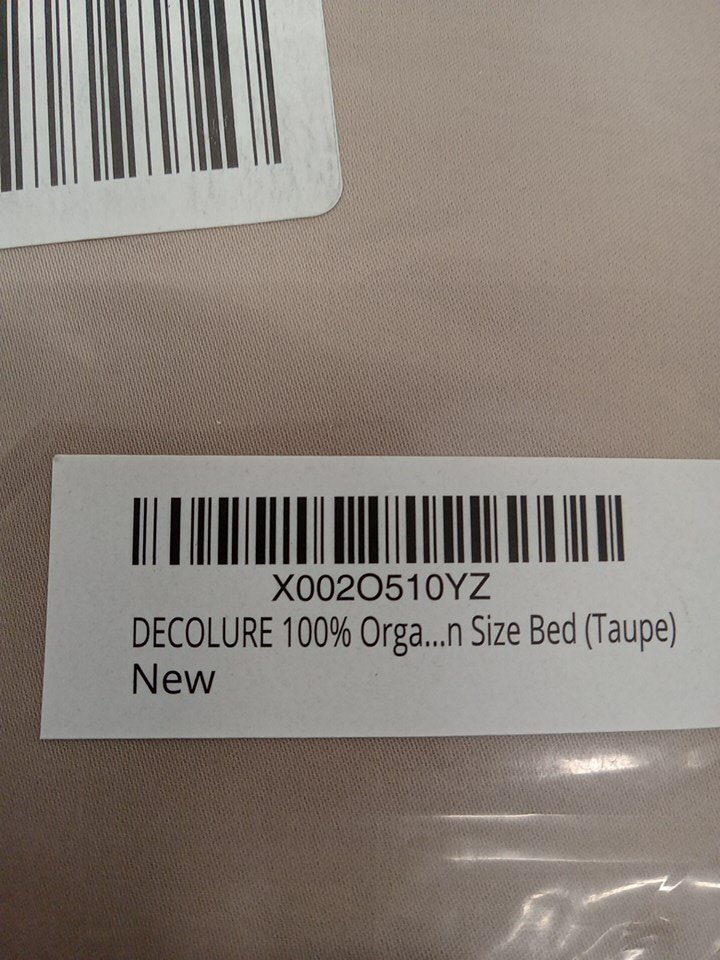 X002O510YZ
DECOLURE 100% Orga...n Size Bed (Taupe)
New